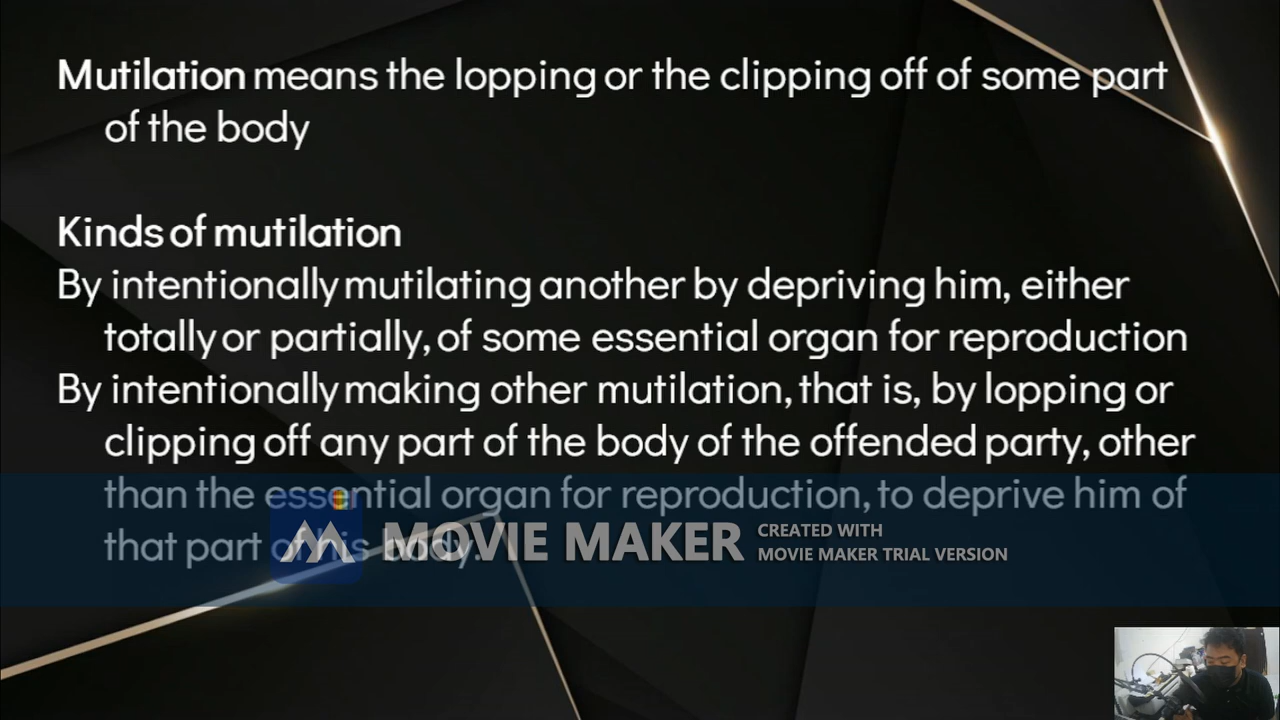 Mutilation means the lopping or the clipping off of some part
of the body
Kinds of mutilation
By intentionally mutilating another by depriving him, either
totally or partially, of some essential organ for reproduction
By intentionally making other mutilation, that is, by lopping or
clipping off any part of the body of the offended party, other
than the essential organ for reproduction, to deprive him of
that part of his body.
MOVIE MAKER
CREATED WITH
MOVIE MAKER TRIAL VERSION